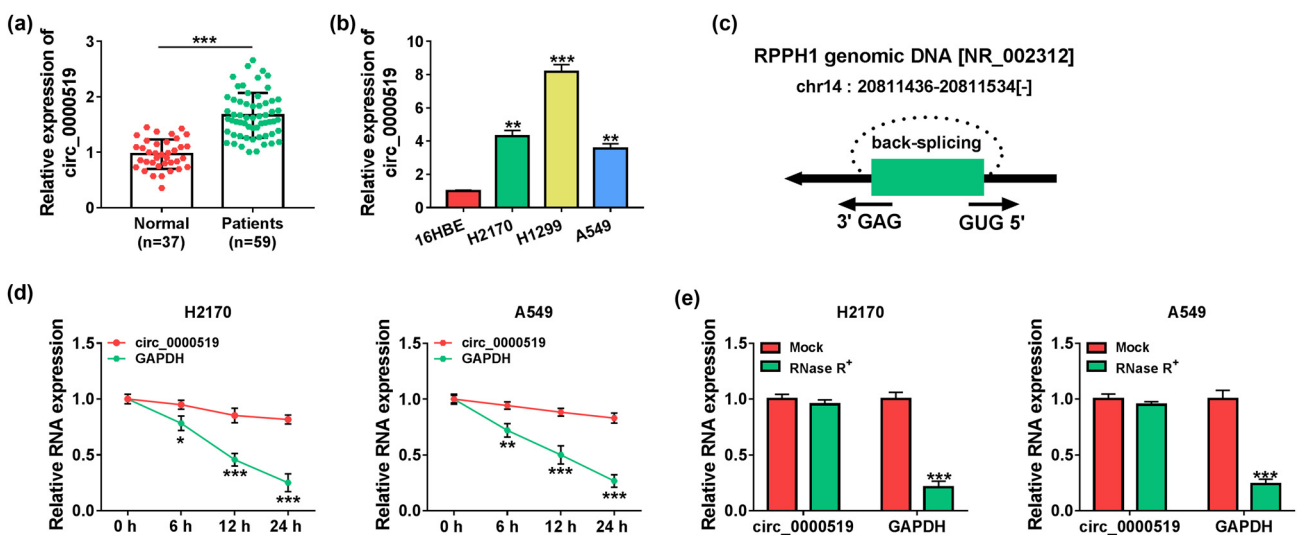 (a)
Relative expression of
circ_0000519
3
2
1
0
***
Normal
(n=37)
Patients
(n=59)
(b)
Relative expression of
circ_0000519
10
8
6
4
2
0
**
***
**
16HBE
H2170
H1299
A549
(c)
RPPH1 genomic DNA [NR_002312]
chr14 : 20811436-20811534[-]
back-splicing
3' GAG
GUG 5'
(d)
H2170
Relative RNA expression
1.5
1.0
0.5
0.0
circ_0000519
GAPDH
*
***
***
0 h
6 h
12 h
24 h
A549
Relative RNA expression
1.5
1.0
0.5
0.0
circ_0000519
GAPDH
**
***
***
0 h
6 h
12 h
24 h
(e)
H2170
Relative RNA expression
1.5
1.0
0.5
0.0
Mock
RNase R+
***
circ_0000519
GAPDH
A549
Relative RNA expression
1.5
1.0
0.5
0.0
Mock
RNase R+
***
circ_0000519
GAPDH